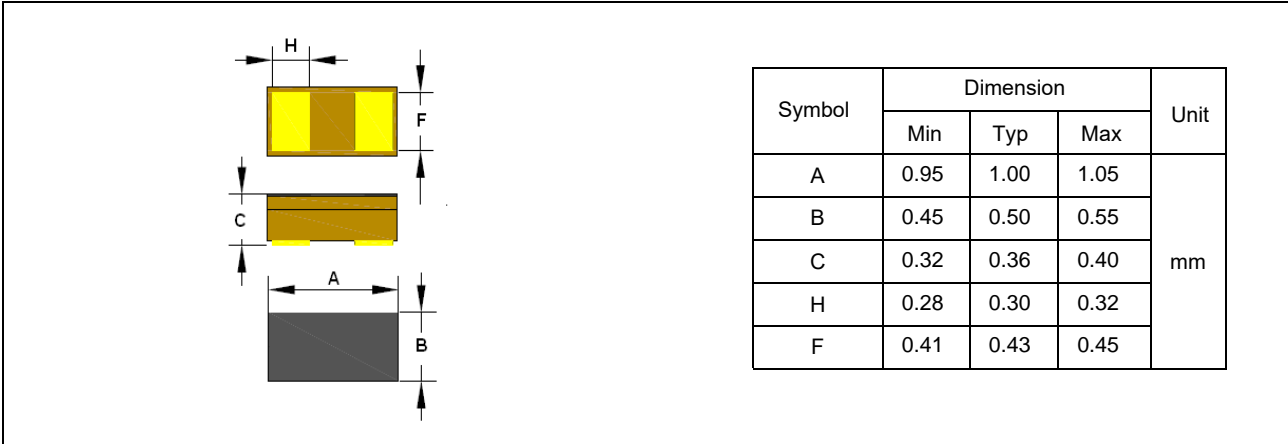 H
F
C
A
B
Symbol Dimension Unit
Min Typ Max
A 0.95 1.00 1.05 mm
B 0.45 0.50 0.55
C 0.32 0.36 0.40
H 0.28 0.30 0.32
F 0.41 0.43 0.45